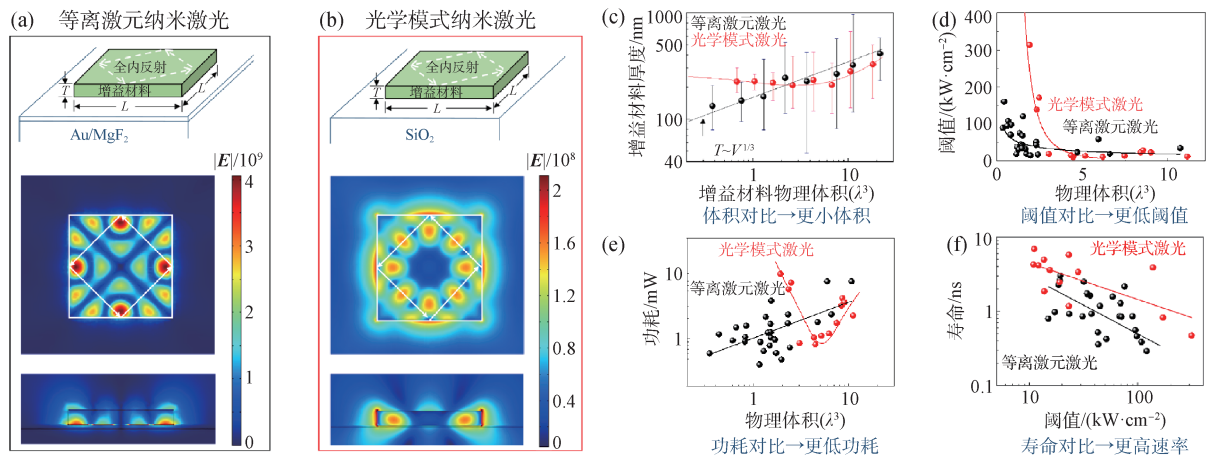 (a) 等离激元纳米激光
全内反射
T
增益材料
L
L
Au/MgF₂
|E|/10⁹
4
3
2
1
0
(b) 光学模式纳米激光
全内反射
T
增益材料
L
L
SiO₂
|E|/10⁸
2.0
1.6
1.2
0.8
0.4
0
(c)
1000
500
100
40
增益材料厚度/nm
等离激元激光
光学模式激光
T~V^{1/3}
1
10
增益材料物理体积(λ³)
体积对比→更小体积
(d)
400
300
200
100
0
阈值/(kW·cm⁻²)
光学模式激光
等离激元激光
0
5
10
物理体积(λ³)
阈值对比→更低阈值
(e)
光学模式激光
10
1
功耗/mW
等离激元激光
1
10
物理体积(λ³)
功耗对比→更低功耗
(f)
10
1
0.1
寿命/ns
光学模式激光
等离激元激光
10
100
阈值/(kW·cm⁻²)
寿命对比→更高速率